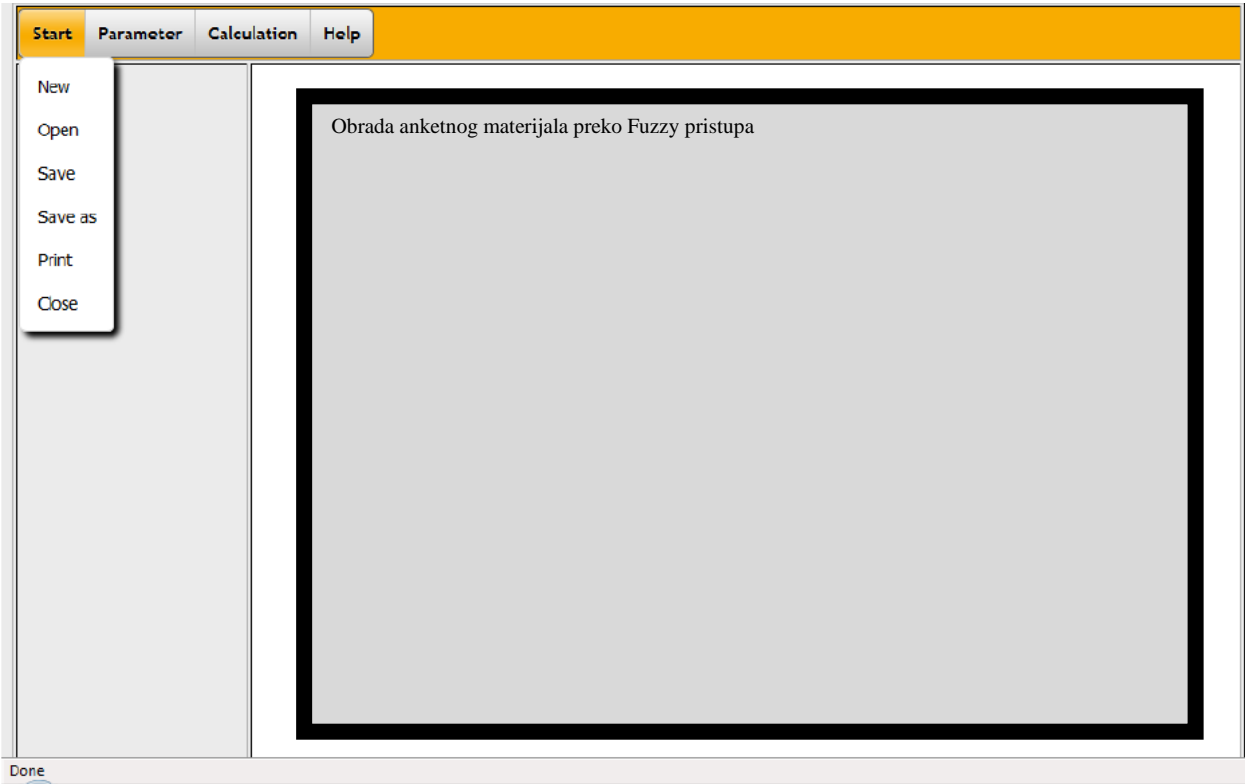 Start Parameter Calculation Help
New
Open
Save
Save as
Print
Close
Obrada anketnog materijala preko Fuzzy pristupa
Done